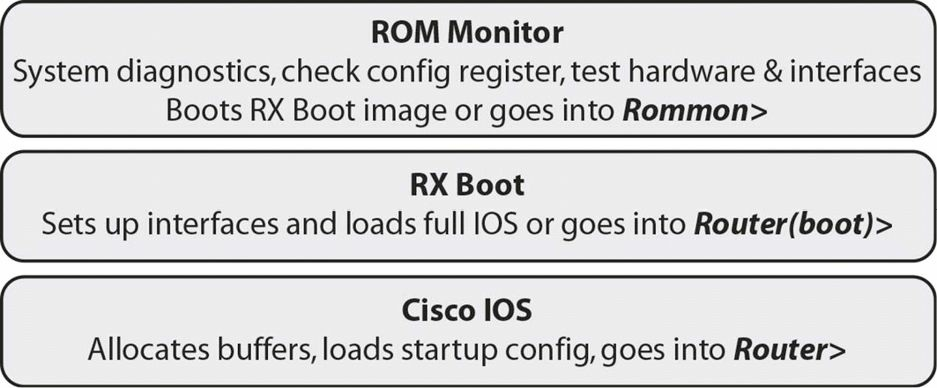 ROM Monitor
System diagnostics, check config register, test hardware & interfaces
Boots RX Boot image or goes into Rommon>
RX Boot
Sets up interfaces and loads full IOS or goes into Router(boot)>
Cisco IOS
Allocates buffers, loads startup config, goes into Router>